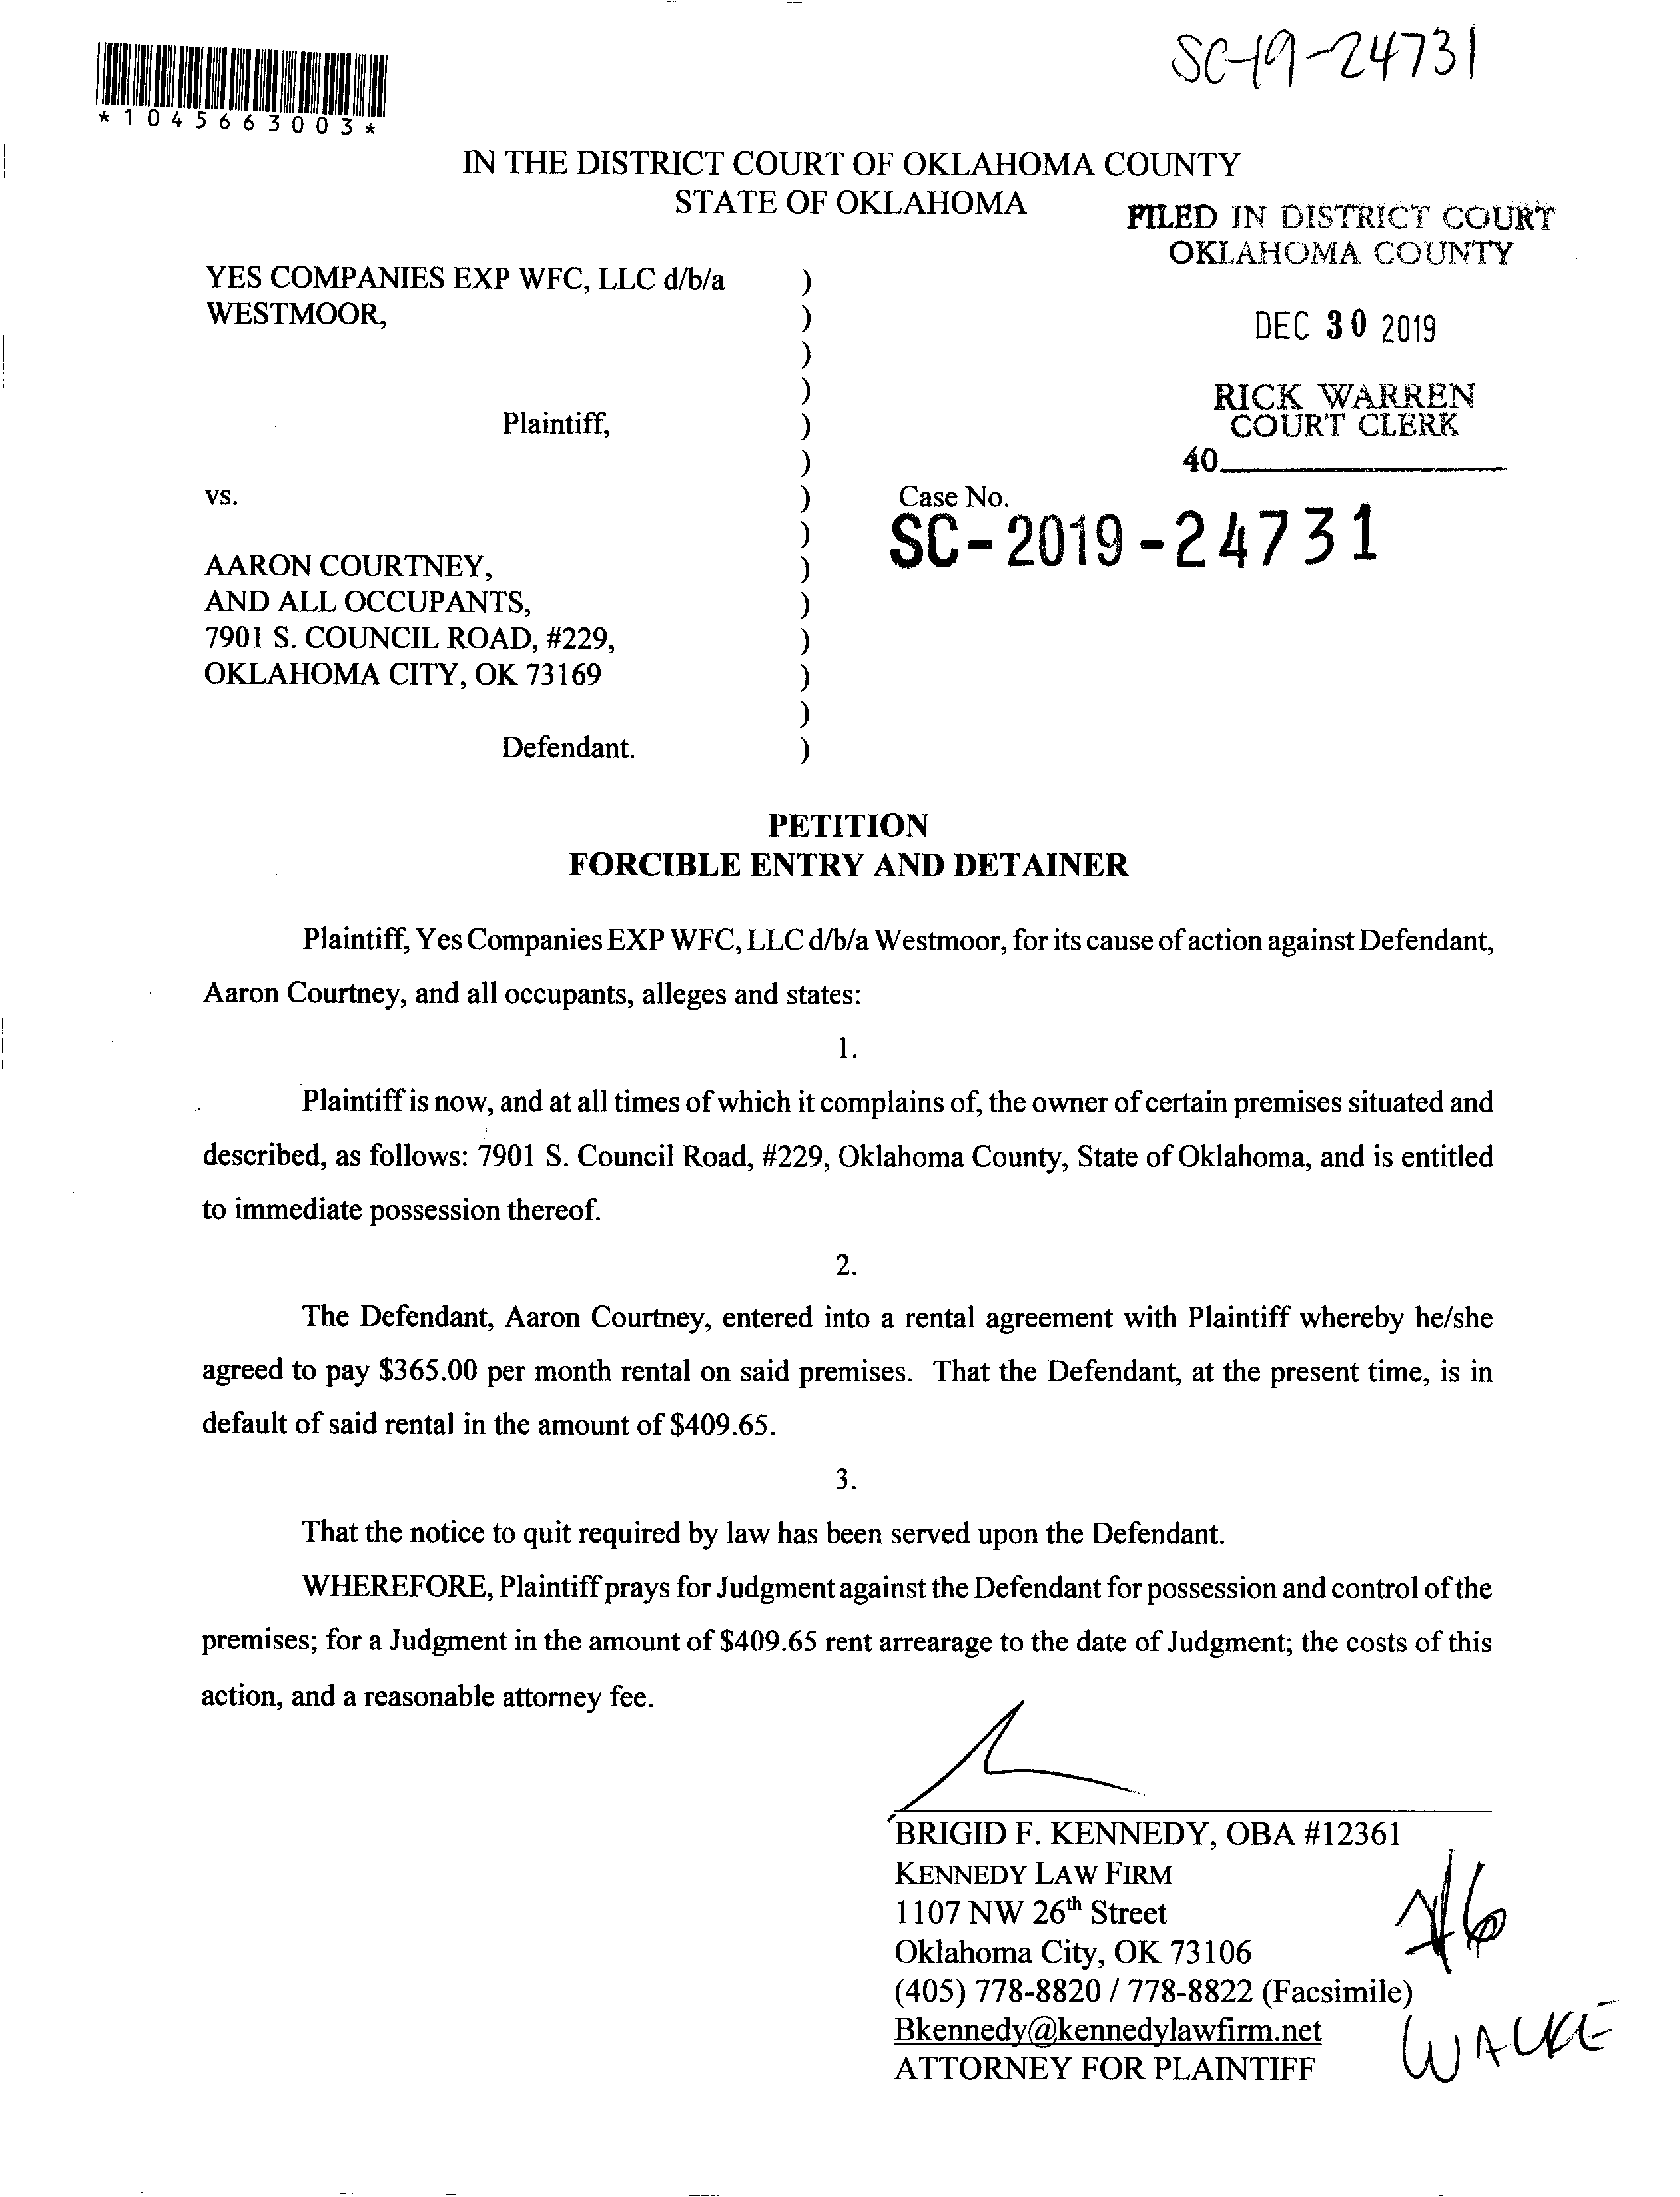 SC-19-24731
*1045663003*
IN THE DISTRICT COURT OF OKLAHOMA COUNTY
STATE OF OKLAHOMA
FILED IN DISTRICT COURT
OKLAHOMA COUNTY
YES COMPANIES EXP WFC, LLC d/b/a )
WESTMOOR, )
DEC 30 2019
)
)
RICK WARREN
Plaintiff, )
COURT CLERK
)
40
vs. )
Case No.
)
SC-2019-24731
AARON COURTNEY, )
AND ALL OCCUPANTS, )
7901 S. COUNCIL ROAD, #229, )
OKLAHOMA CITY, OK 73169 )
)
Defendant. )
PETITION
FORCIBLE ENTRY AND DETAINER
Plaintiff, Yes Companies EXP WFC, LLC d/b/a Westmoor, for its cause of action against Defendant,
Aaron Courtney, and all occupants, alleges and states:
1.
Plaintiff is now, and at all times of which it complains of, the owner of certain premises situated and
described, as follows: 7901 S. Council Road, #229, Oklahoma County, State of Oklahoma, and is entitled
to immediate possession thereof.
2.
The Defendant, Aaron Courtney, entered into a rental agreement with Plaintiff whereby he/she
agreed to pay $365.00 per month rental on said premises. That the Defendant, at the present time, is in
default of said rental in the amount of $409.65.
3.
That the notice to quit required by law has been served upon the Defendant.
WHEREFORE, Plaintiff prays for Judgment against the Defendant for possession and control of the
premises; for a Judgment in the amount of $409.65 rent arrearage to the date of Judgment; the costs of this
action, and a reasonable attorney fee.
BRIGID F. KENNEDY, OBA #12361
KENNEDY LAW FIRM
1107 NW 26th Street
Oklahoma City, OK 73106
(405) 778-8820 / 778-8822 (Facsimile)
Bkennedy@kennedylawfirm.net
ATTORNEY FOR PLAINTIFF